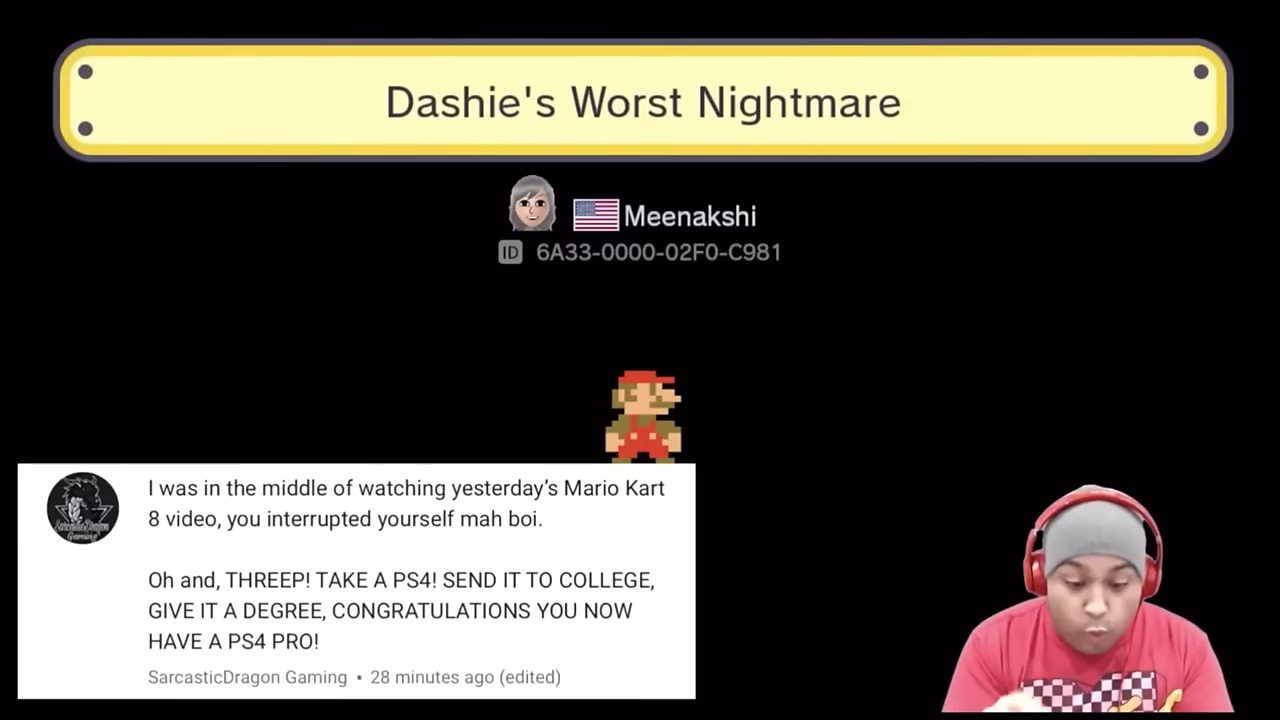 Dashie's Worst Nightmare
Meenakshi
ID 6A33-0000-02F0-C981
I was in the middle of watching yesterday’s Mario Kart
8 video, you interrupted yourself mah boi.
Oh and, THREEP! TAKE A PS4! SEND IT TO COLLEGE,
GIVE IT A DEGREE, CONGRATULATIONS YOU NOW
HAVE A PS4 PRO!
SarcasticDragon Gaming • 28 minutes ago (edited)
SarcasticDragon
Gaming